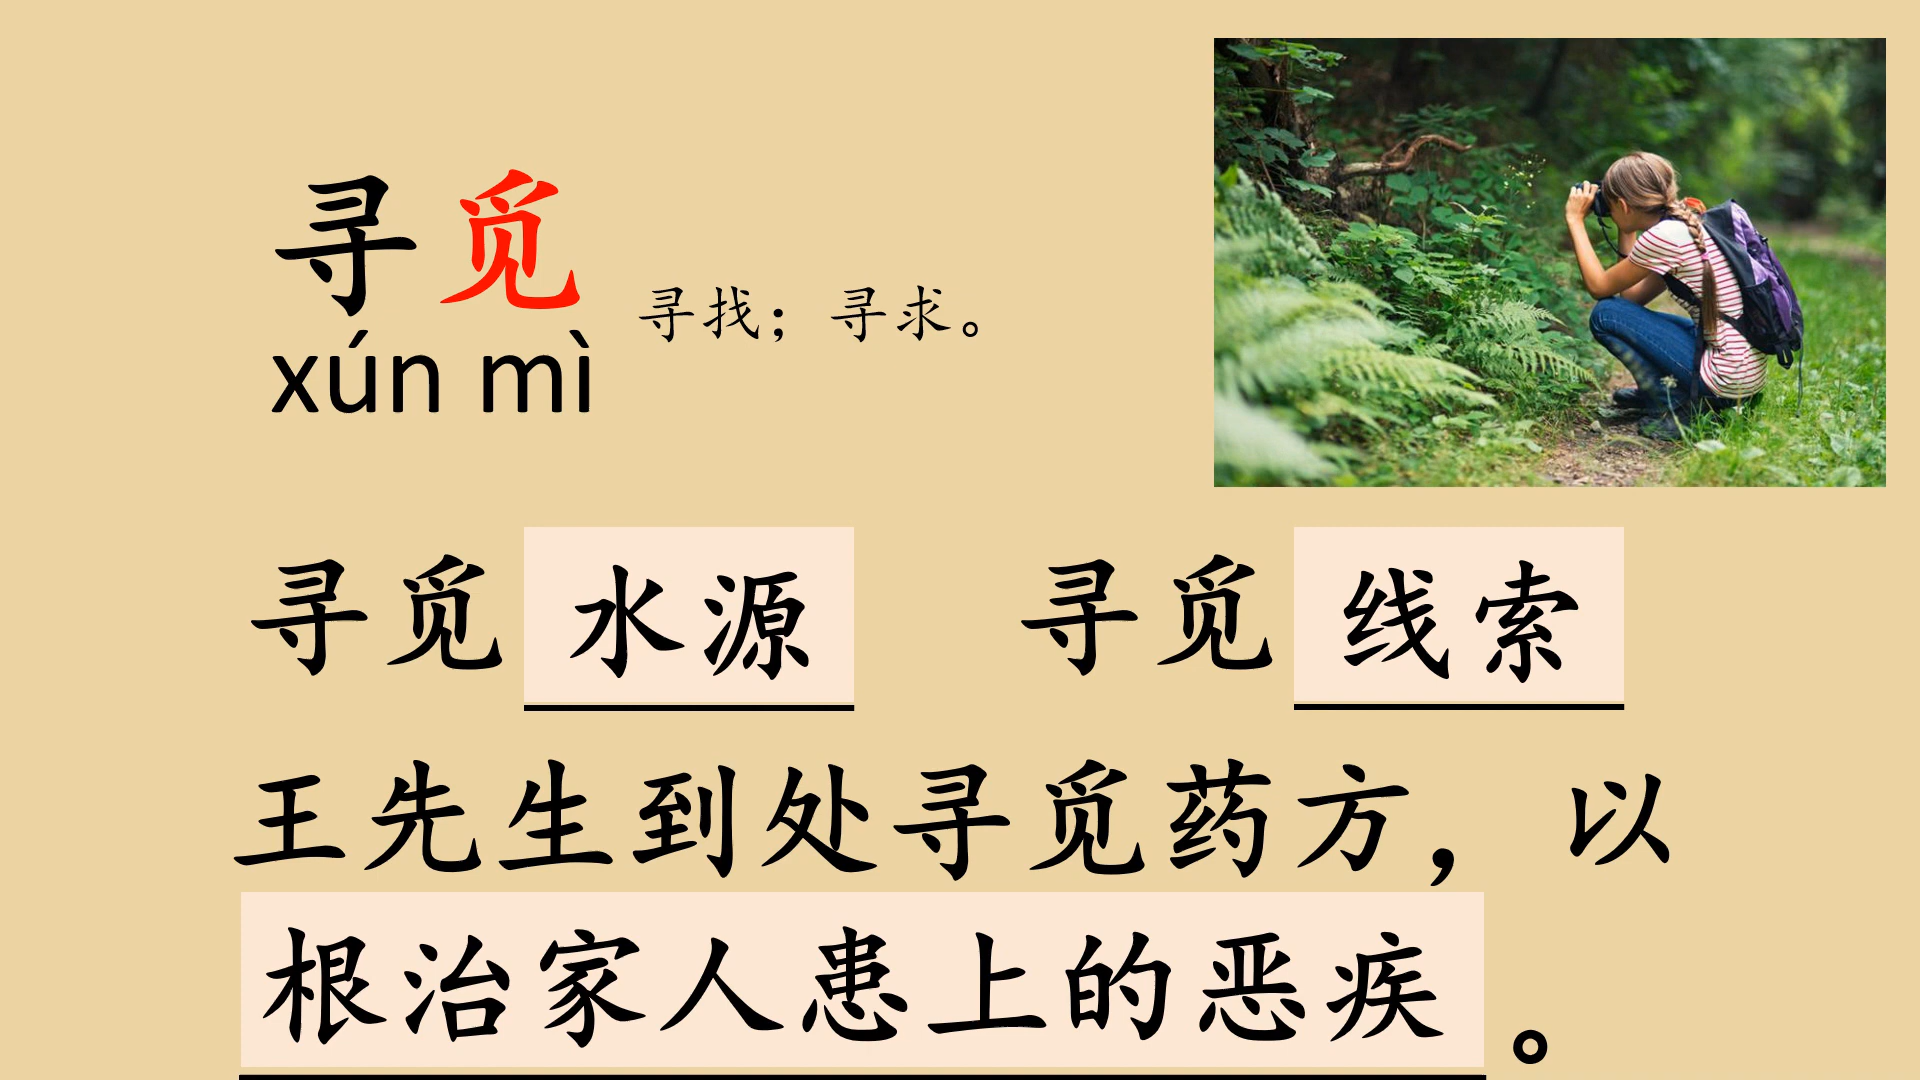 寻觅
xún mì
寻找；寻求。
寻觅 水源 寻觅 线索
王先生到处寻觅药方，以
根治家人患上的恶疾。